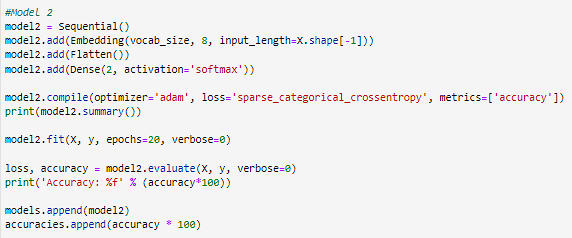 #Model 2
model2 = Sequential()
model2.add(Embedding(vocab_size, 8, input_length=X.shape[-1]))
model2.add(Flatten())
model2.add(Dense(2, activation='softmax'))
model2.compile(optimizer='adam', loss='sparse_categorical_crossentropy', metrics=['accuracy'])
print(model2.summary())
model2.fit(X, y, epochs=20, verbose=0)
loss, accuracy = model2.evaluate(X, y, verbose=0)
print('Accuracy: %f' % (accuracy*100))
models.append(model2)
accuracies.append(accuracy * 100)